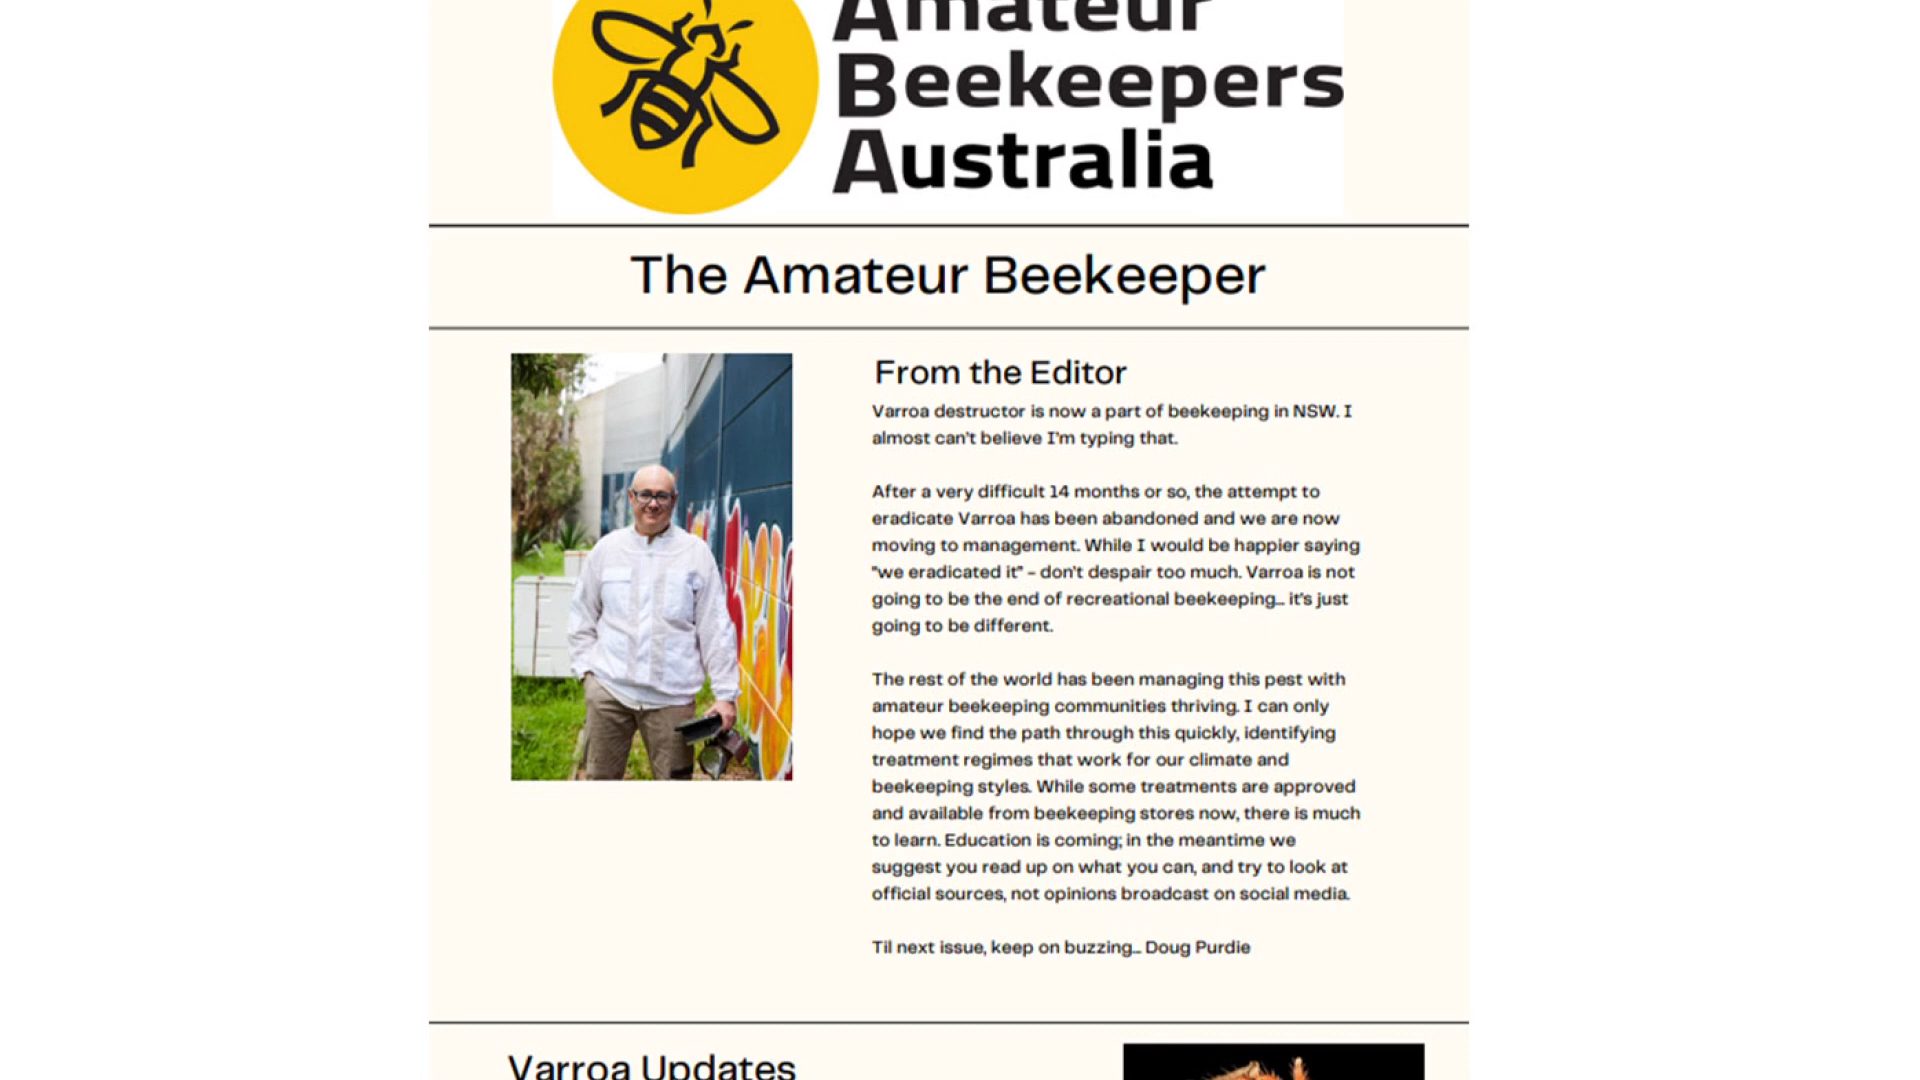 Amateur
Beekeepers
Australia
The Amateur Beekeeper
From the Editor
Varroa destructor is now a part of beekeeping in NSW. I
almost can't believe I'm typing that.
After a very difficult 14 months or so, the attempt to
eradicate Varroa has been abandoned and we are now
moving to management. While I would be happier saying
"we eradicated it" - don't despair too much. Varroa is not
going to be the end of recreational beekeeping... it's just
going to be different.
The rest of the world has been managing this pest with
amateur beekeeping communities thriving. I can only
hope we find the path through this quickly, identifying
treatment regimes that work for our climate and
beekeeping styles. While some treatments are approved
and available from beekeeping stores now, there is much
to learn. Education is coming; in the meantime we
suggest you read up on what you can, and try to look at
official sources, not opinions broadcast on social media.
Til next issue, keep on buzzing... Doug Purdie
Varroa Updates